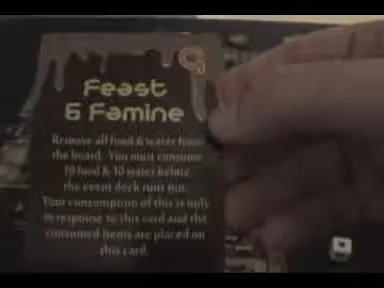 9
Feast
& Famine
Remove all food & water from
the board. You must consume
10 food & 10 water before
the event deck runs out.
Your consumption of this is only
in response to this card and the
consumed items are placed on
this card.